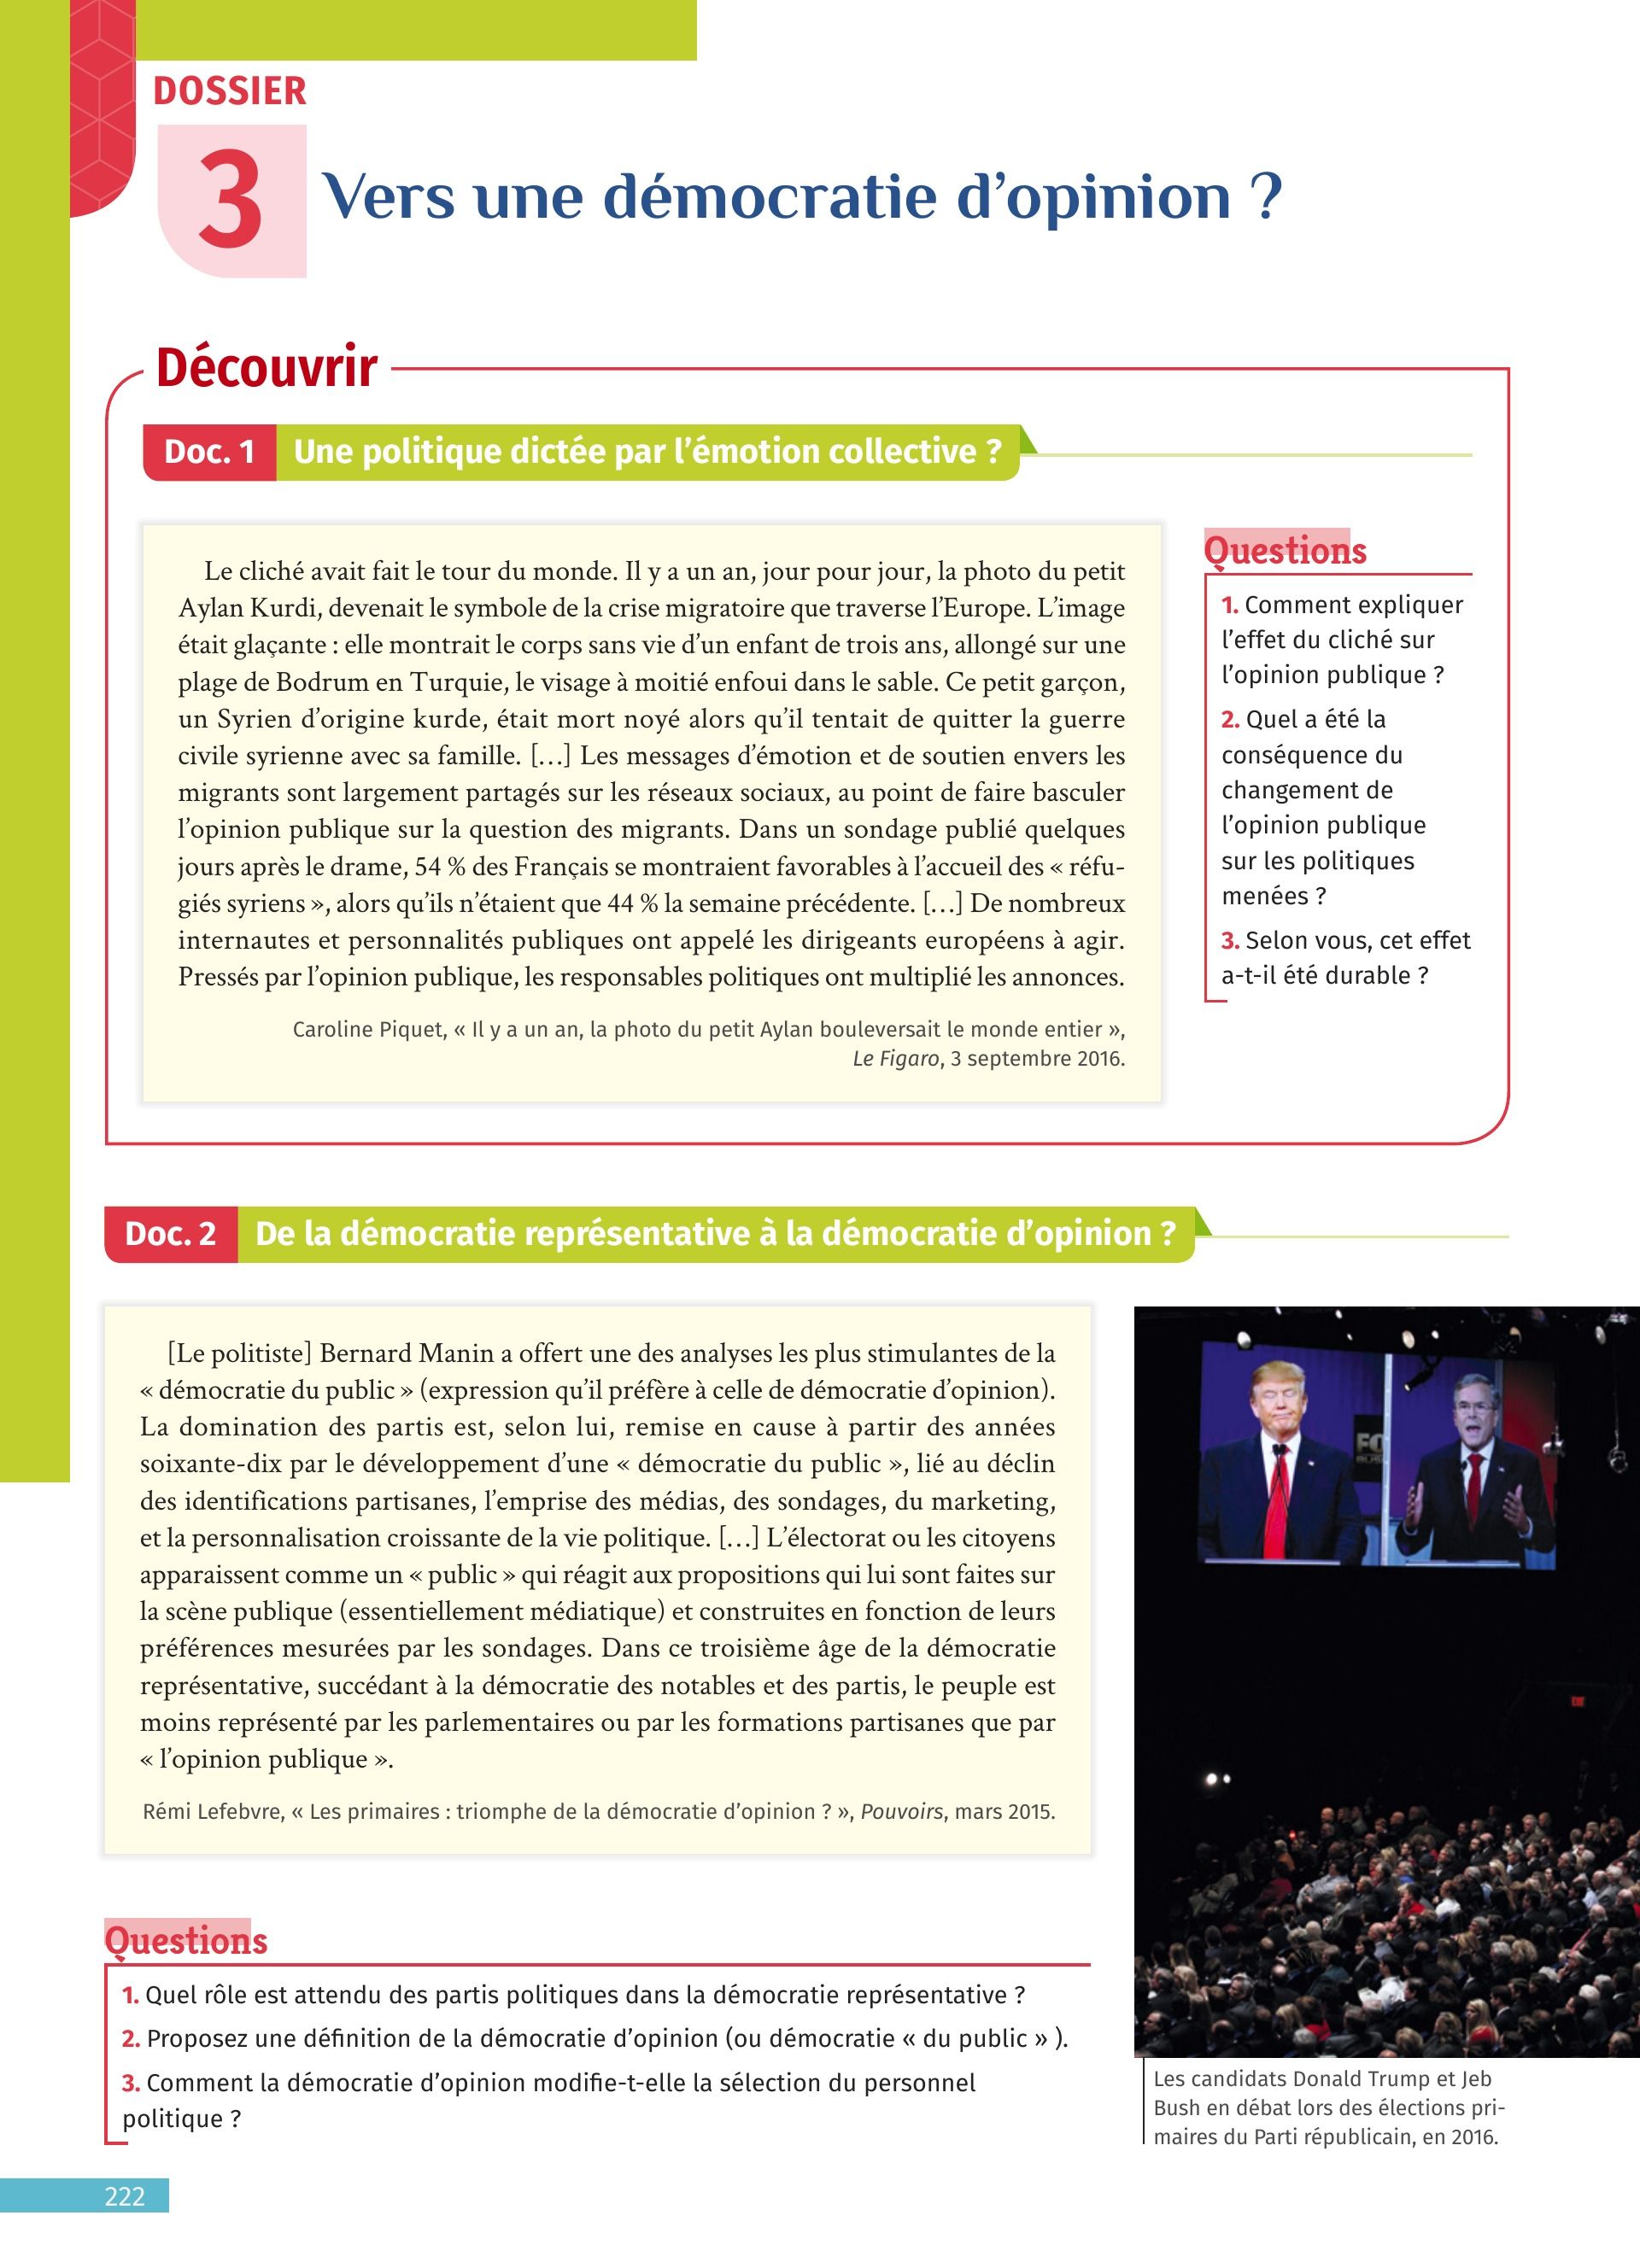 DOSSIER
3
Vers une démocratie d’opinion ?
Découvrir
Doc. 1 Une politique dictée par l’émotion collective ?
Le cliché avait fait le tour du monde. Il y a un an, jour pour jour, la photo du petit
Aylan Kurdi, devenait le symbole de la crise migratoire que traverse l’Europe. L’image
était glaçante : elle montrait le corps sans vie d’un enfant de trois ans, allongé sur une
plage de Bodrum en Turquie, le visage à moitié enfoui dans le sable. Ce petit garçon,
un Syrien d’origine kurde, était mort noyé alors qu’il tentait de quitter la guerre
civile syrienne avec sa famille. […] Les messages d’émotion et de soutien envers les
migrants sont largement partagés sur les réseaux sociaux, au point de faire basculer
l’opinion publique sur la question des migrants. Dans un sondage publié quelques
jours après le drame, 54 % des Français se montraient favorables à l’accueil des « réfu-
giés syriens », alors qu’ils n’étaient que 44 % la semaine précédente. […] De nombreux
internautes et personnalités publiques ont appelé les dirigeants européens à agir.
Pressés par l’opinion publique, les responsables politiques ont multiplié les annonces.
Caroline Piquet, « Il y a un an, la photo du petit Aylan bouleversait le monde entier »,
Le Figaro, 3 septembre 2016.
Questions
1. Comment expliquer
l’effet du cliché sur
l’opinion publique ?
2. Quel a été la
conséquence du
changement de
l’opinion publique
sur les politiques
menées ?
3. Selon vous, cet effet
a-t-il été durable ?
Doc. 2 De la démocratie représentative à la démocratie d’opinion ?
[Le politiste] Bernard Manin a offert une des analyses les plus stimulantes de la
« démocratie du public » (expression qu’il préfère à celle de démocratie d’opinion).
La domination des partis est, selon lui, remise en cause à partir des années
soixante-dix par le développement d’une « démocratie du public », lié au déclin
des identifications partisanes, l’emprise des médias, des sondages, du marketing,
et la personnalisation croissante de la vie politique. […] L’électorat ou les citoyens
apparaissent comme un « public » qui réagit aux propositions qui lui sont faites sur
la scène publique (essentiellement médiatique) et construites en fonction de leurs
préférences mesurées par les sondages. Dans ce troisième âge de la démocratie
représentative, succédant à la démocratie des notables et des partis, le peuple est
moins représenté par les parlementaires ou par les formations partisanes que par
« l’opinion publique ».
Rémi Lefebvre, « Les primaires : triomphe de la démocratie d’opinion ? », Pouvoirs, mars 2015.
Questions
1. Quel rôle est attendu des partis politiques dans la démocratie représentative ?
2. Proposez une définition de la démocratie d’opinion (ou démocratie « du public » ).
3. Comment la démocratie d’opinion modifie-t-elle la sélection du personnel
politique ?
Les candidats Donald Trump et Jeb
Bush en débat lors des élections pri-
maires du Parti républicain, en 2016.
222